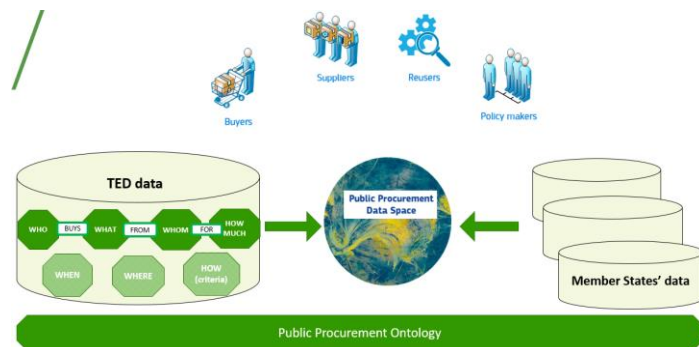 Suppliers
Reusers
Buyers
Policy makers
TED data
Public Procurement
Data Space
WHO
BUYS
WHAT
FROM
WHOM
FOR
HOW
MUCH
WHEN
WHERE
HOW
(criteria)
Member States' data
Public Procurement Ontology